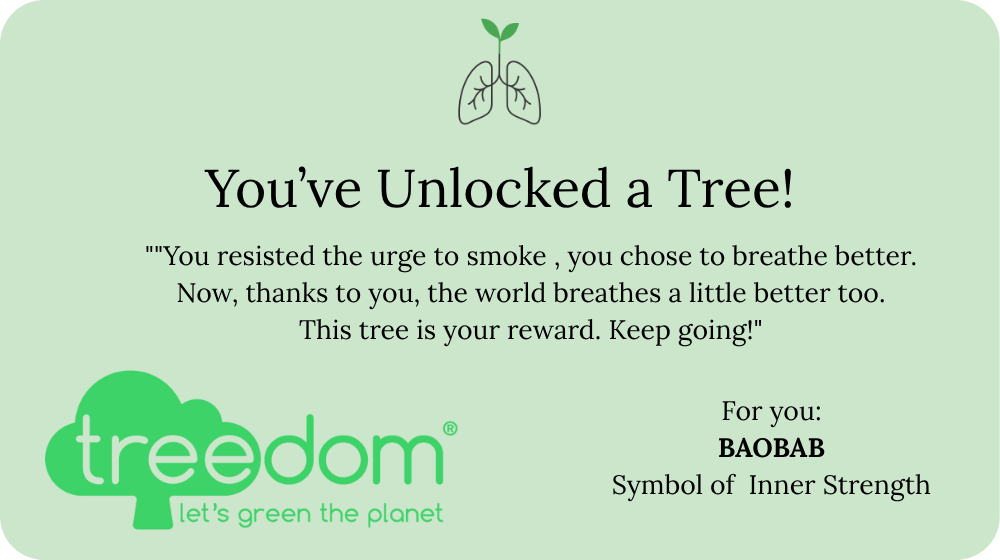 You’ve Unlocked a Tree!
""You resisted the urge to smoke , you chose to breathe better.
Now, thanks to you, the world breathes a little better too.
This tree is your reward. Keep going!"
treedom®
let's green the planet
For you:
BAOBAB
Symbol of  Inner Strength